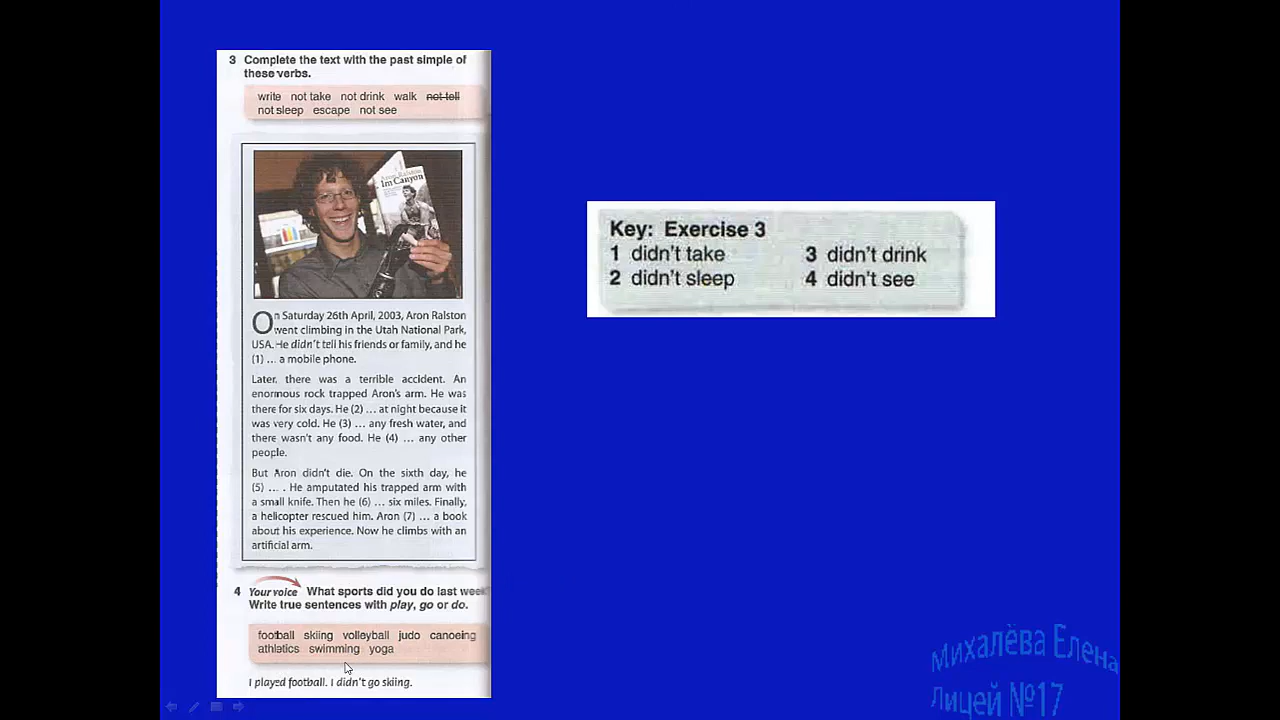 3 Complete the text with the past simple of
these verbs.
write not take not drink walk not tell
not sleep escape not see
Aron Ralston
Im Canyon
On Saturday 26th April, 2003, Aron Ralston
went climbing in the Utah National Park,
USA. He didn't tell his friends or family, and he
(1) ... a mobile phone.
Later, there was a terrible accident. An
enormous rock trapped Aron's arm. He was
there for six days. He (2) ... at night because it
was very cold. He (3) ... any fresh water, and
there wasn't any food. He (4) ... any other
people.
But Aron didn't die. On the sixth day, he
(5) ... . He amputated his trapped arm with
a small knife. Then he (6) ... six miles. Finally,
a helicopter rescued him. Aron (7) ... a book
about his experience. Now he climbs with an
artificial arm.
4 Your voice What sports did you do last week?
Write true sentences with play, go or do.
football skiing volleyball judo canoeing
athletics swimming yoga
I played football. I didn't go skiing.
Key: Exercise 3
1 didn't take 3 didn't drink
2 didn't sleep 4 didn't see
Михалёва Елена
Лицей №17